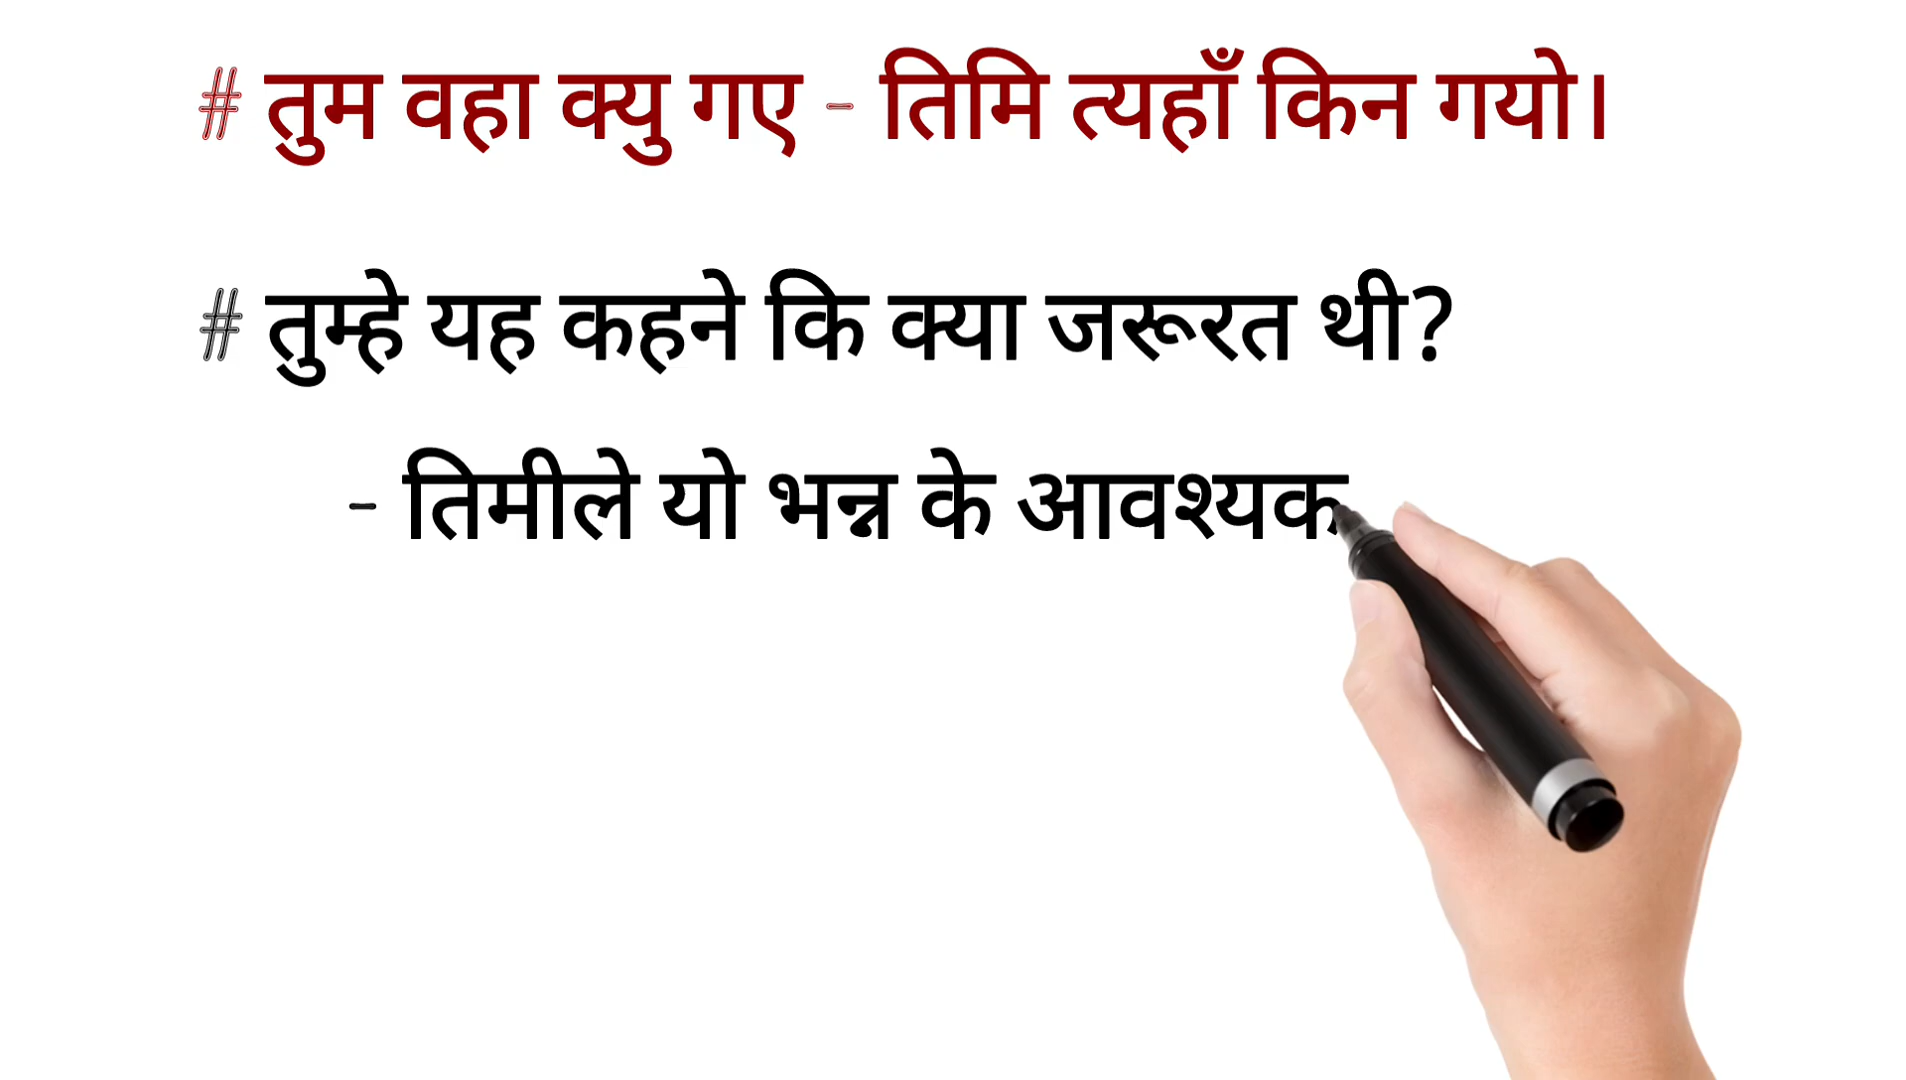 # तुम वहा क्यु गए - तिमि त्यहाँ किन गयो।
# तुम्हे यह कहने कि क्या जरूरत थी?
- तिमीले यो भन्न के आवश्यक